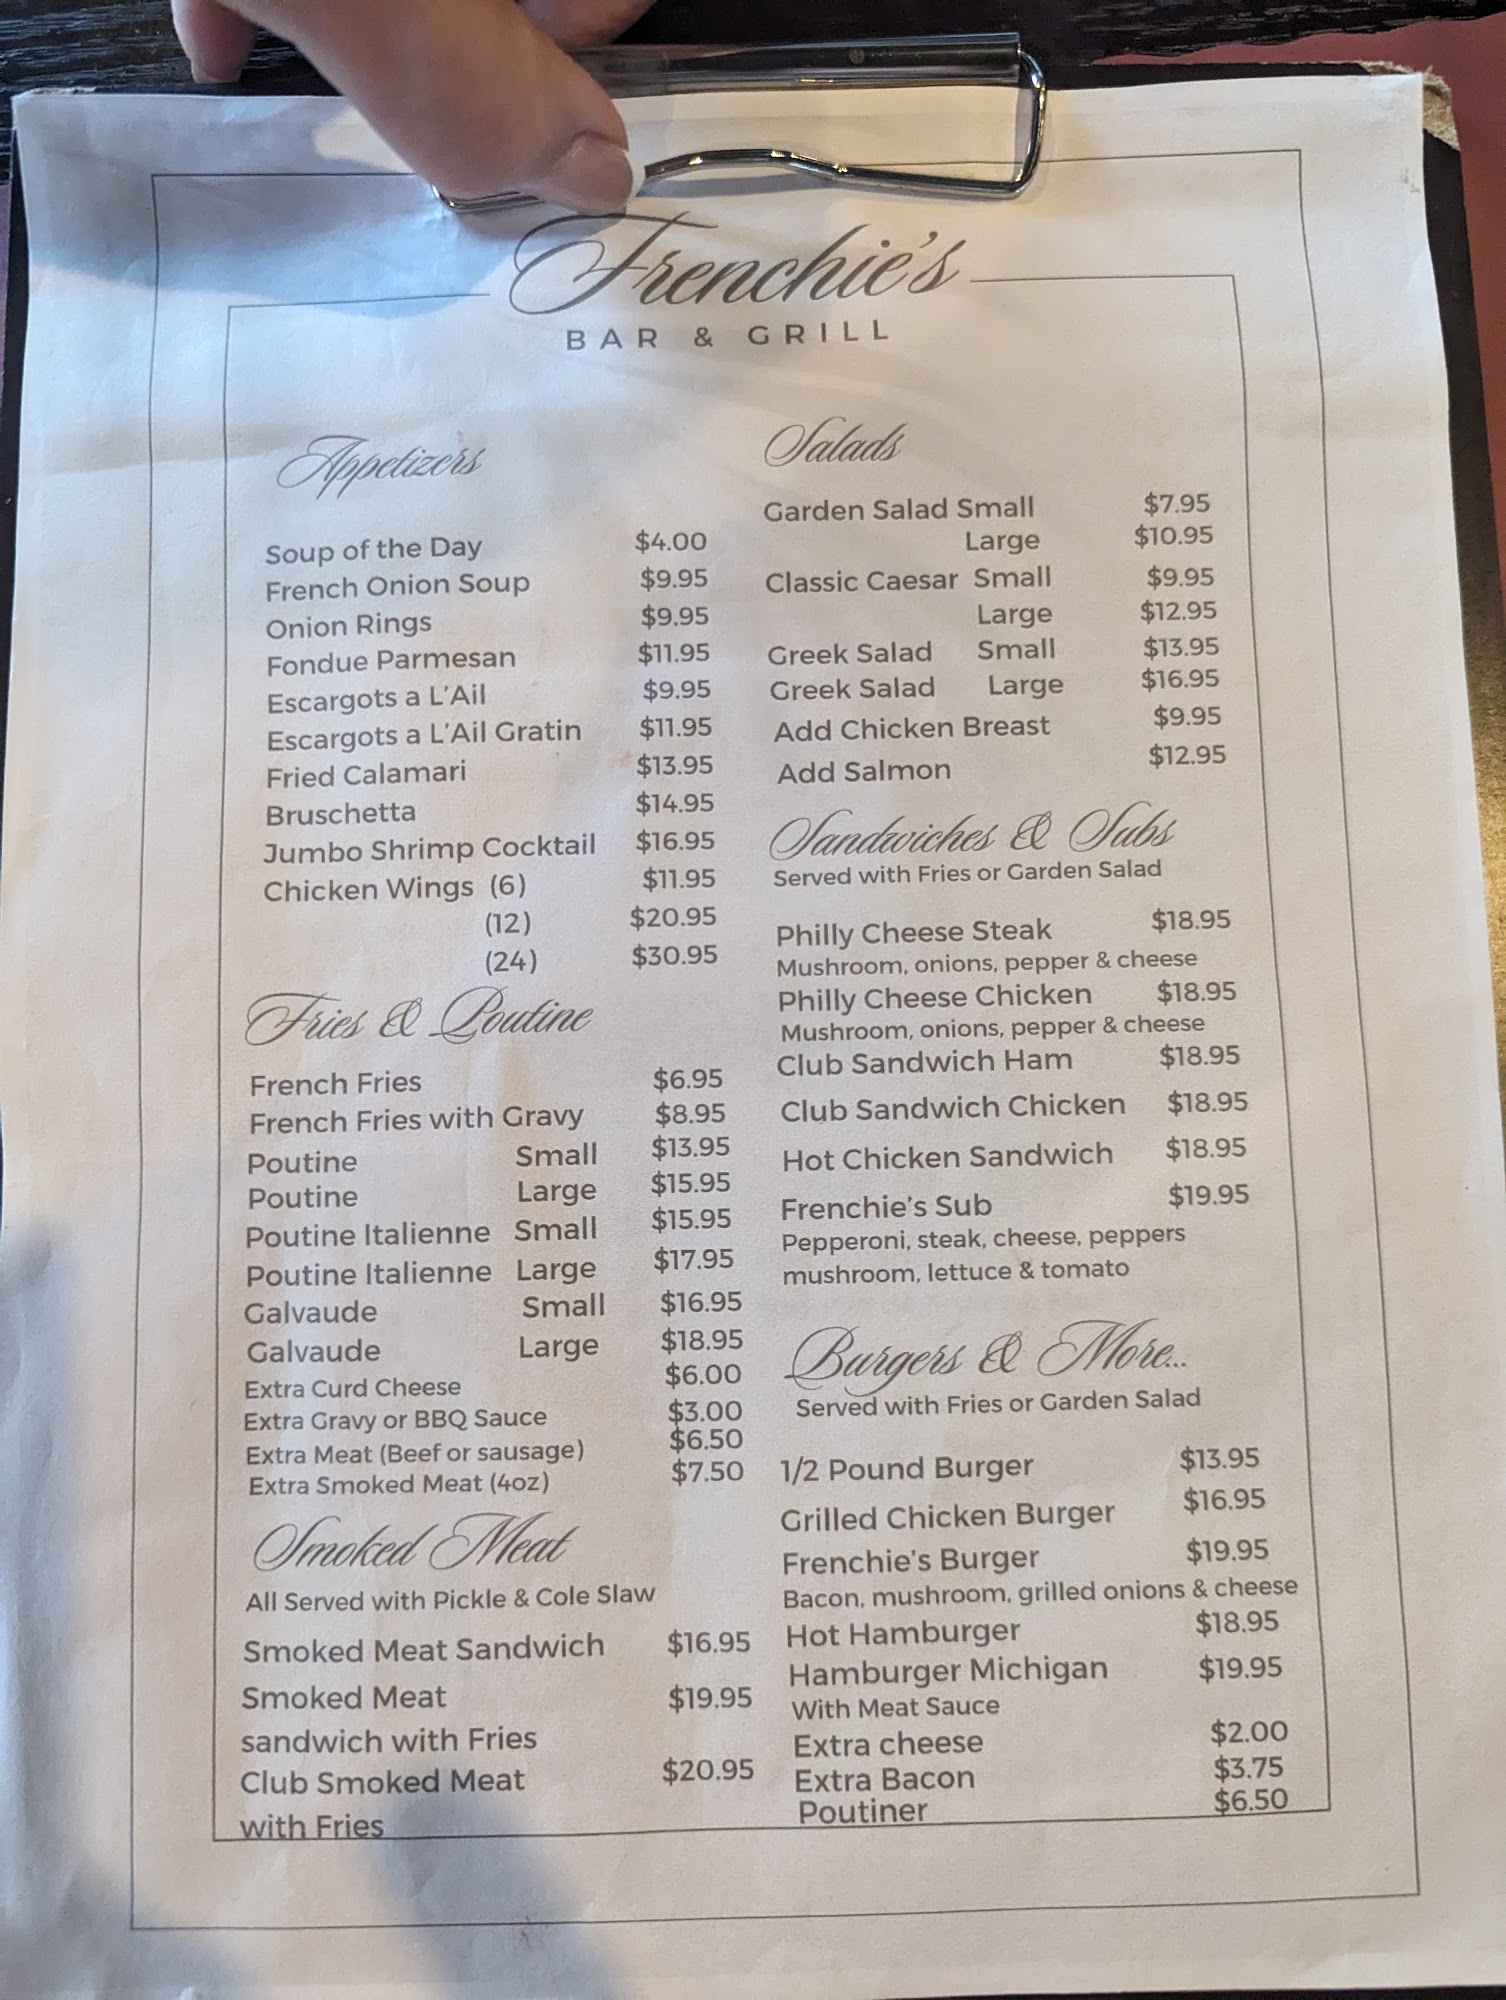 Frenchie's
BAR & GRILL
Appetizers
Soup of the Day $4.00
French Onion Soup $9.95
Onion Rings $9.95
Fondue Parmesan $11.95
Escargots a L'Ail $9.95
Escargots a L'Ail Gratin $11.95
Fried Calamari $13.95
Bruschetta $14.95
Jumbo Shrimp Cocktail $16.95
Chicken Wings (6) $11.95
(12) $20.95
(24) $30.95
Fries & Poutine
French Fries $6.95
French Fries with Gravy $8.95
Poutine Small $13.95
Poutine Large $15.95
Poutine Italienne Small $15.95
Poutine Italienne Large $17.95
Galvaude Small $16.95
Galvaude Large $18.95
Extra Curd Cheese $6.00
Extra Gravy or BBQ Sauce $3.00
Extra Meat (Beef or sausage) $6.50
Extra Smoked Meat (4oz) $7.50
Smoked Meat
All Served with Pickle & Cole Slaw
Smoked Meat Sandwich $16.95
Smoked Meat $19.95
sandwich with Fries
Club Smoked Meat $20.95
with Fries
Salads
Garden Salad Small $7.95
Large $10.95
Classic Caesar Small $9.95
Large $12.95
Greek Salad Small $13.95
Greek Salad Large $16.95
Add Chicken Breast $9.95
Add Salmon $12.95
Sandwiches & Subs
Served with Fries or Garden Salad
Philly Cheese Steak $18.95
Mushroom, onions, pepper & cheese
Philly Cheese Chicken $18.95
Mushroom, onions, pepper & cheese
Club Sandwich Ham $18.95
Club Sandwich Chicken $18.95
Hot Chicken Sandwich $18.95
Frenchie's Sub $19.95
Pepperoni, steak, cheese, peppers
mushroom, lettuce & tomato
Burgers & More...
Served with Fries or Garden Salad
1/2 Pound Burger $13.95
Grilled Chicken Burger $16.95
Frenchie's Burger $19.95
Bacon, mushroom, grilled onions & cheese
Hot Hamburger $18.95
Hamburger Michigan $19.95
With Meat Sauce
Extra cheese $2.00
Extra Bacon $3.75
Poutiner $6.50